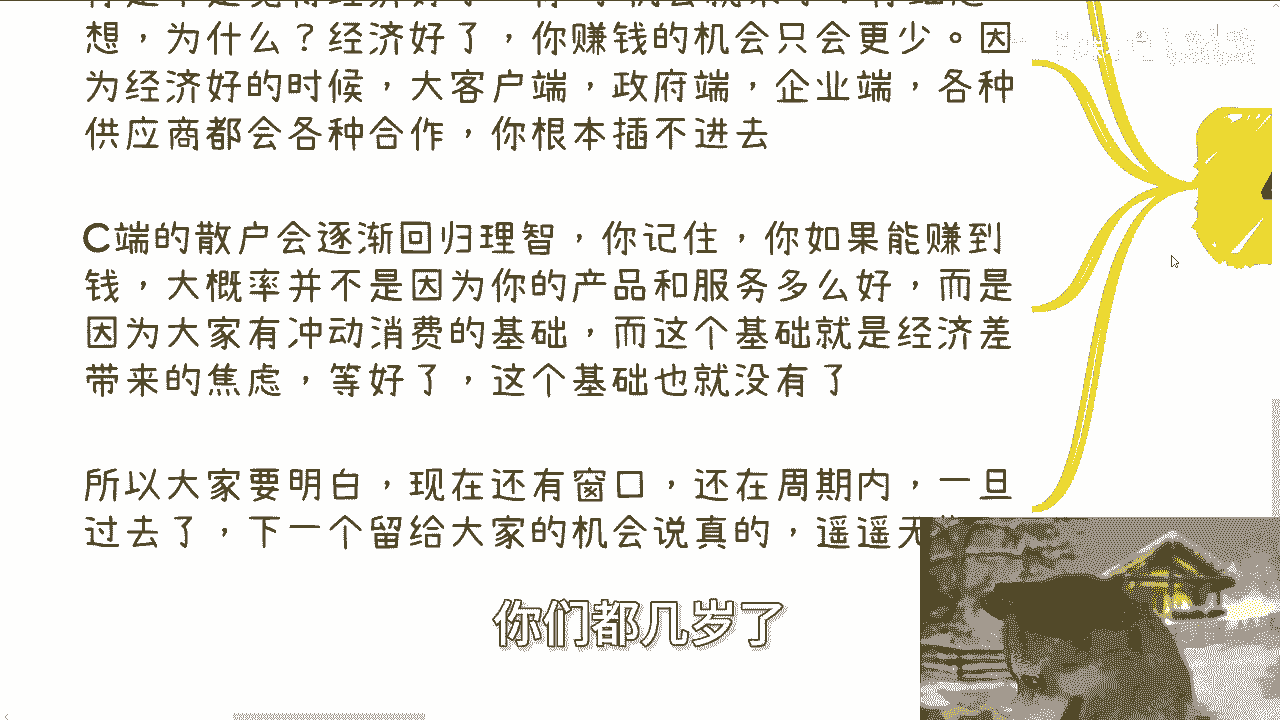 想，为什么？经济好了，你赚钱的机会只会更少。因
为经济好的时候，大客户端，政府端，企业端，各种
供应商都会各种合作，你根本插不进去
C端的散户会逐渐回归理智，你记住，你如果能赚到
钱，大概率并不是因为你的产品和服务多么好，而是
因为大家有冲动消费的基础，而这个基础就是经济差
带来的焦虑，等好了，这个基础也就没有了
所以大家要明白，现在还有窗口，还在周期内，一旦
过去了，下一个留给大家的机会说真的，遥遥无
你们都几岁了